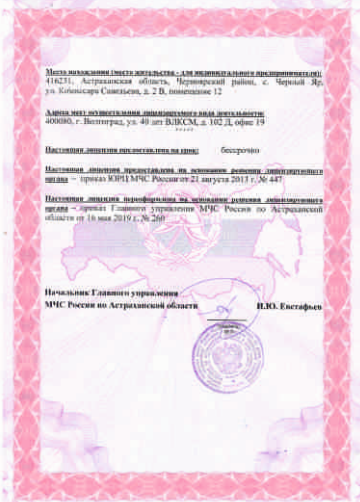 Место нахождения (места жительства - для индивидуального предпринимателя):
416231, Астраханская область, Черноярский район, с. Черный Яр,
ул. Комиссара Савельева, д. 2 В, помещение 12
Адреса мест осуществления лицензируемого вида деятельности:
400080, г. Волгоград, ул. 40 лет ВЛКСМ, д. 102 Д, офис 19
*****
Настоящая лицензия предоставлена на срок: бессрочно
Настоящая лицензия предоставлена на основании решения лицензирующего
органа – приказ ЮРЦ МЧС России от 21 августа 2013 г. № 447
Настоящая лицензия переоформлена на основании решения лицензирующего
органа – приказ Главного управления МЧС России по Астраханской
области от 16 мая 2019 г. № 260
Начальник Главного управления
МЧС России по Астраханской области И.Ю. Евстафьев